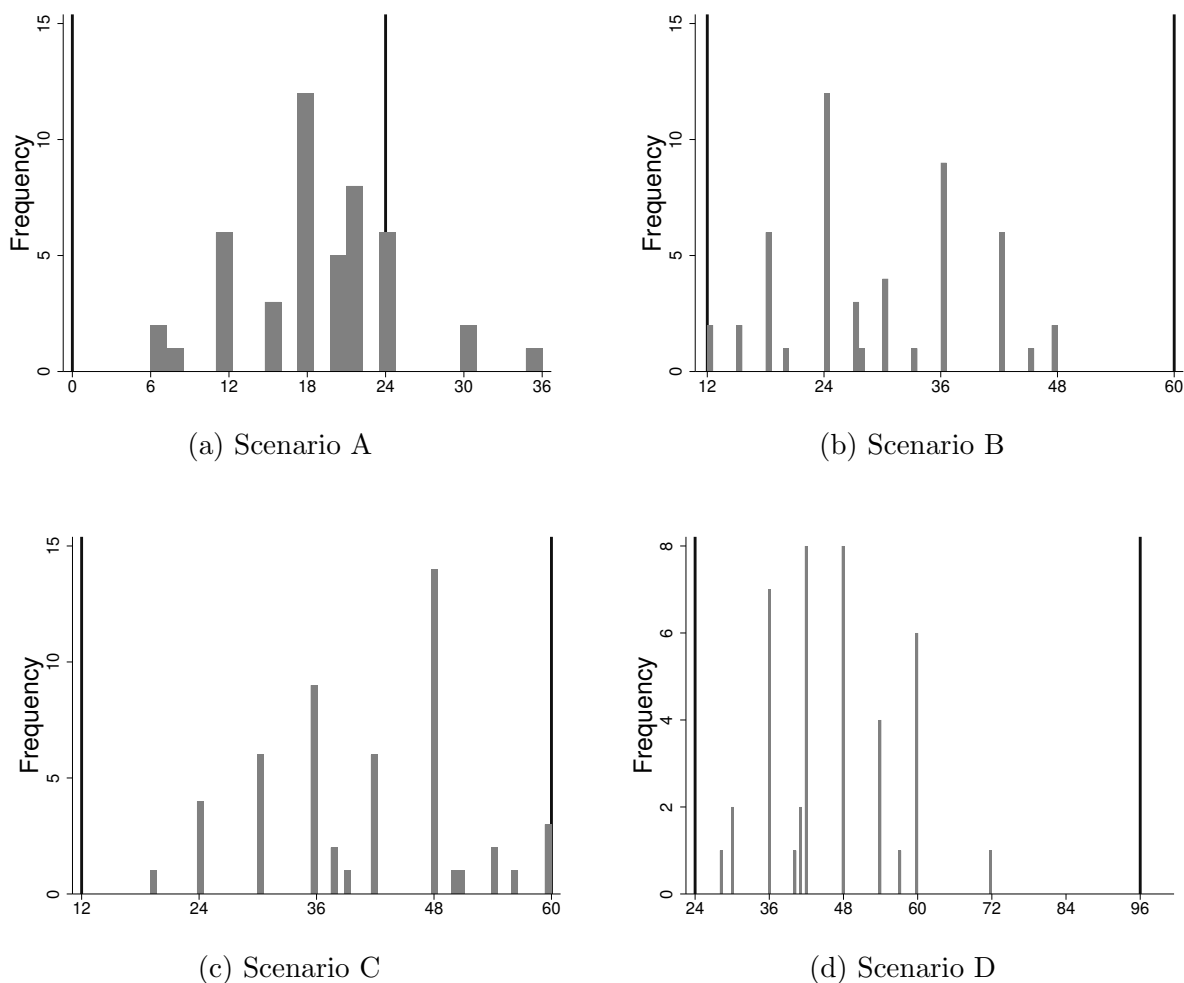 Frequency
15
10
5
0
0 6 12 18 24 30 36
(a) Scenario A
Frequency
15
10
5
0
12 24 36 48 60
(b) Scenario B
Frequency
15
10
5
0
12 24 36 48 60
(c) Scenario C
Frequency
8
6
4
2
0
24 36 48 60 72 84 96
(d) Scenario D